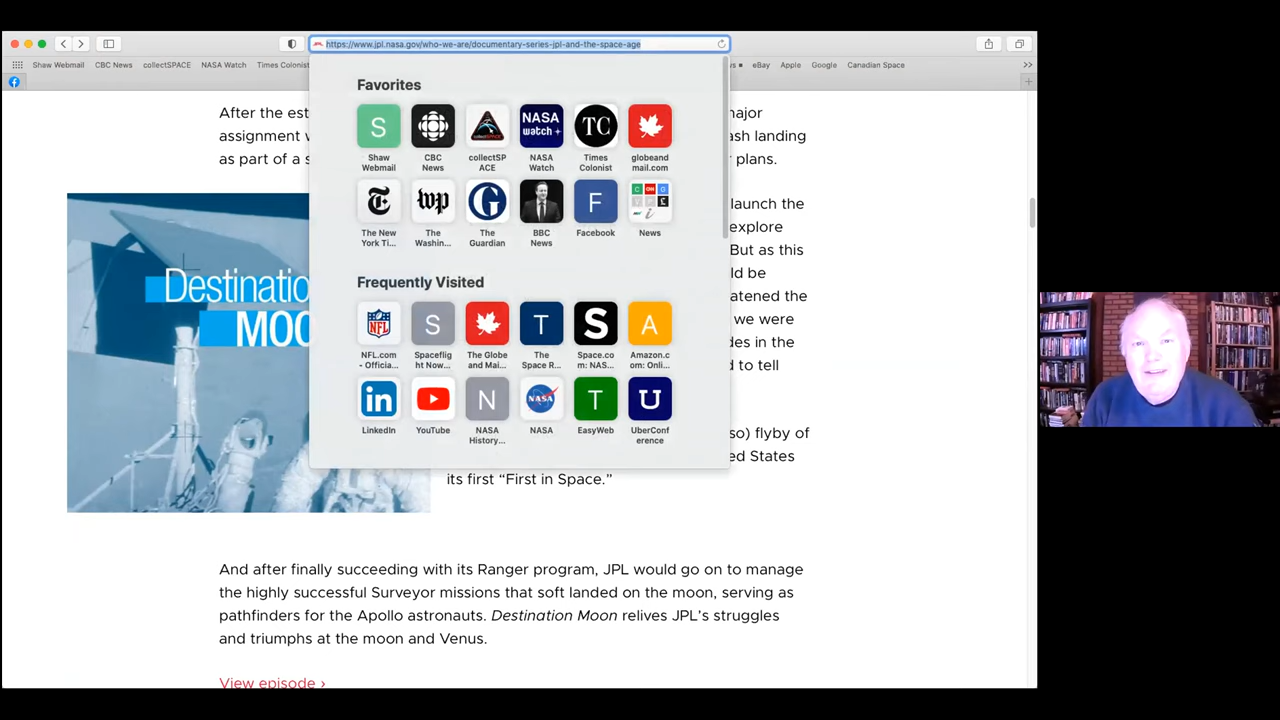 https://www.jpl.nasa.gov/who-we-are/documentary-series-jpl-and-the-space-age
Shaw Webmail CBC News collectSPACE NASA Watch Times Colonis
s eBay Apple Google Canadian Space
Favorites
S
NASA
watch
TC
Shaw Webmail
CBC News
collectSPACE
NASA Watch
Times Colonist
globeandmail.com
wp
G
F
The New York Ti...
The Washin...
The Guardian
BBC News
Facebook
News
Frequently Visited
NFL
S
T
S
A
NFL.com - Officia...
Spaceflight Now...
The Globe and Mai...
The Space R...
Space.com: NAS...
Amazon.com: Onli...
in
N
NASA
T
U
LinkedIn
YouTube
NASA History...
NASA
EasyWeb
UberConference
After the est
major
assignment w
ash landing
as part of a s
r plans.
launch the
explore
But as this
ld be
atened the
we were
des in the
d to tell
Destinatio
MOO
so) flyby of
ed States
its first “First in Space.”
And after finally succeeding with its Ranger program, JPL would go on to manage
the highly successful Surveyor missions that soft landed on the moon, serving as
pathfinders for the Apollo astronauts. Destination Moon relives JPL’s struggles
and triumphs at the moon and Venus.
View episode ›